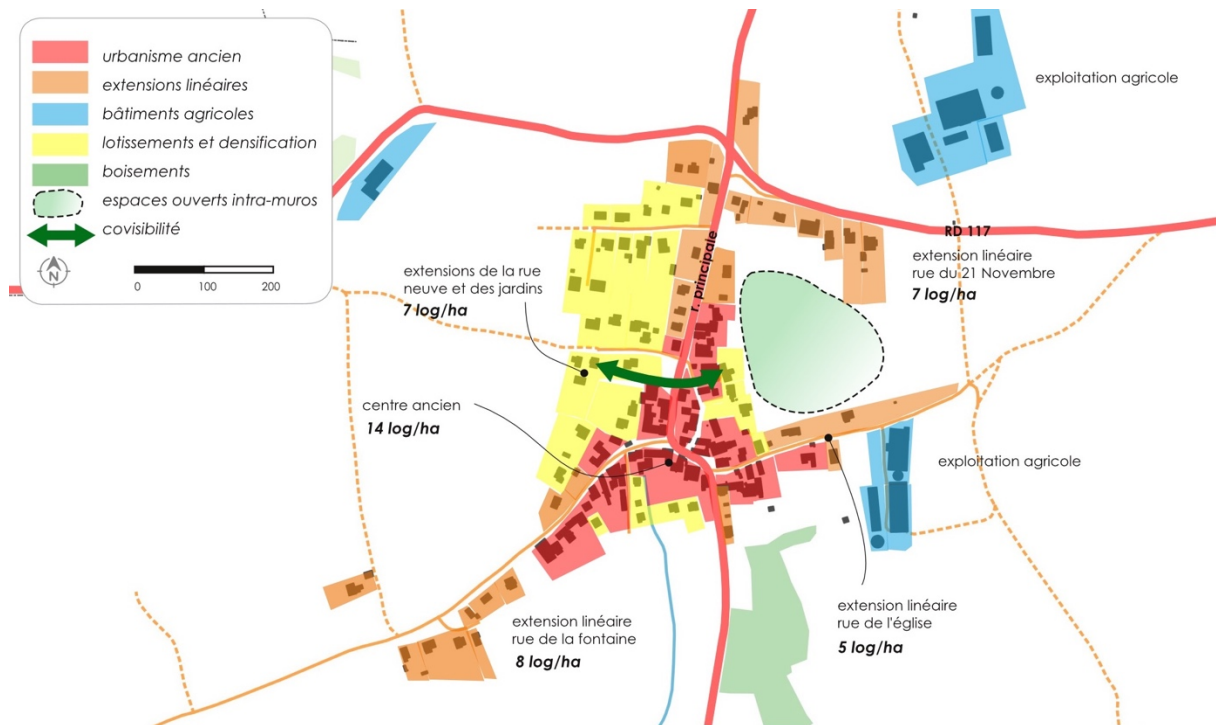 urbanisme ancien
extensions linéaires
bâtiments agricoles
lotissements et densification
boisements
espaces ouverts intra-muros
covisibilité
N
0 100 200
exploitation agricole
RD 117
extension linéaire
rue du 21 Novembre
7 log/ha
r. principale
extensions de la rue
neuve et des jardins
7 log/ha
centre ancien
14 log/ha
exploitation agricole
extension linéaire
rue de l'église
5 log/ha
extension linéaire
rue de la fontaine
8 log/ha